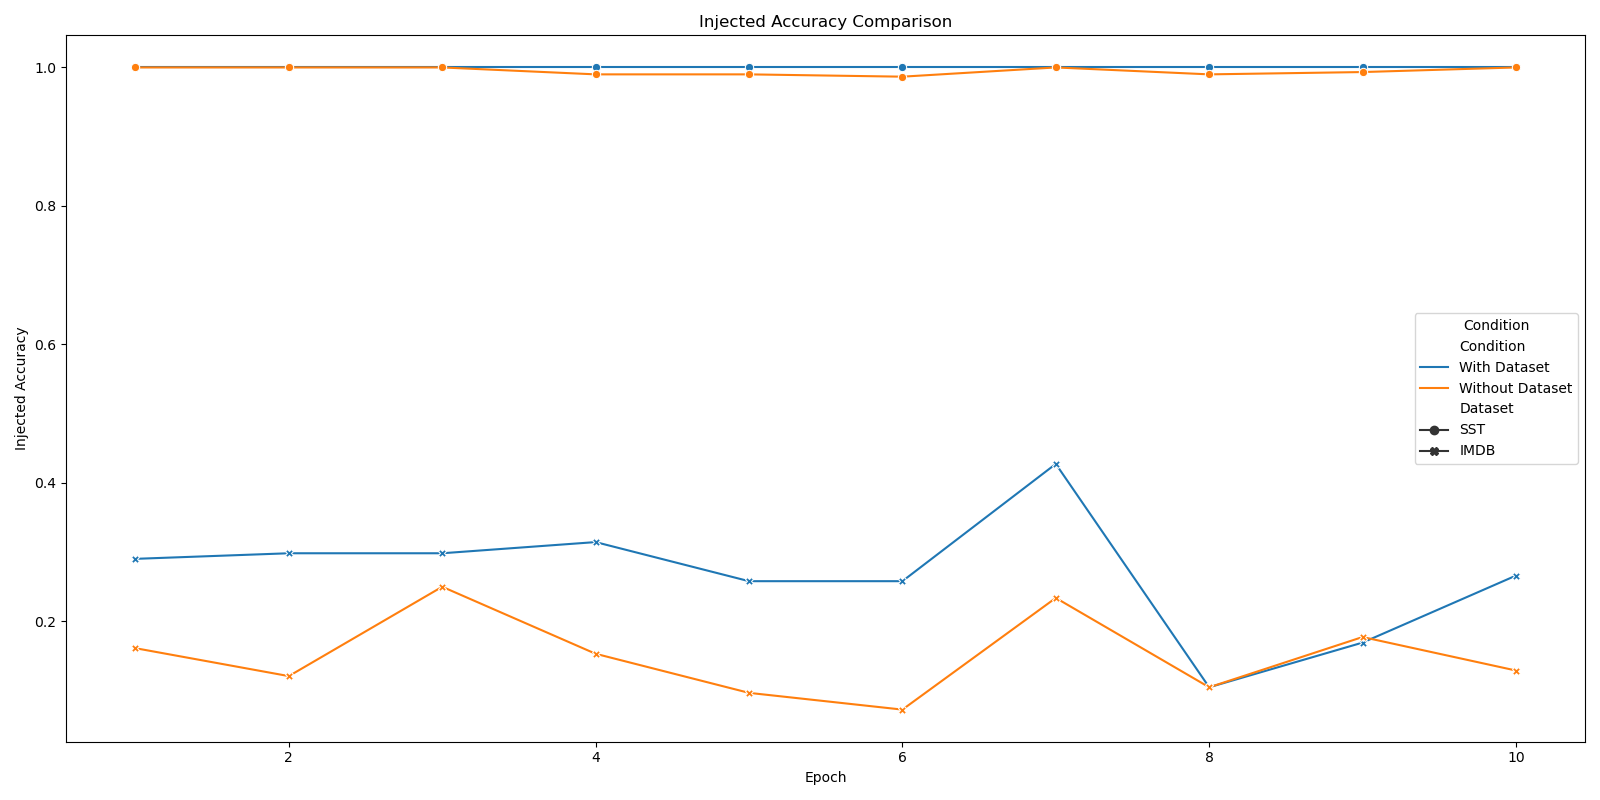 Injected Accuracy Comparison
1.0
0.8
0.6
0.4
0.2
Injected Accuracy
Condition
Condition
With Dataset
Without Dataset
Dataset
SST
IMDB
2
4
6
8
10
Epoch